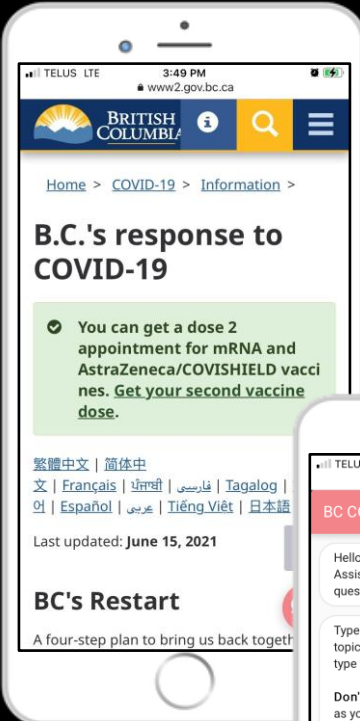 TELUS LTE 3:49 PM
www2.gov.bc.ca
BRITISH
COLUMBIA
Home > COVID-19 > Information >
B.C.'s response to
COVID-19
You can get a dose 2
appointment for mRNA and
AstraZeneca/COVISHIELD vacci
nes. Get your second vaccine
dose.
繁體中文 | 简体中
文 | Français | ਪੰਜਾਬੀ | فارسی | Tagalog |
어 | Español | عربى | Tiếng Việt | 日本語
Last updated: June 15, 2021
BC's Restart
A four-step plan to bring us back togeth
TELU
BC CO
Hello
Assis
ques
Type
topic
type
Don't
as yo